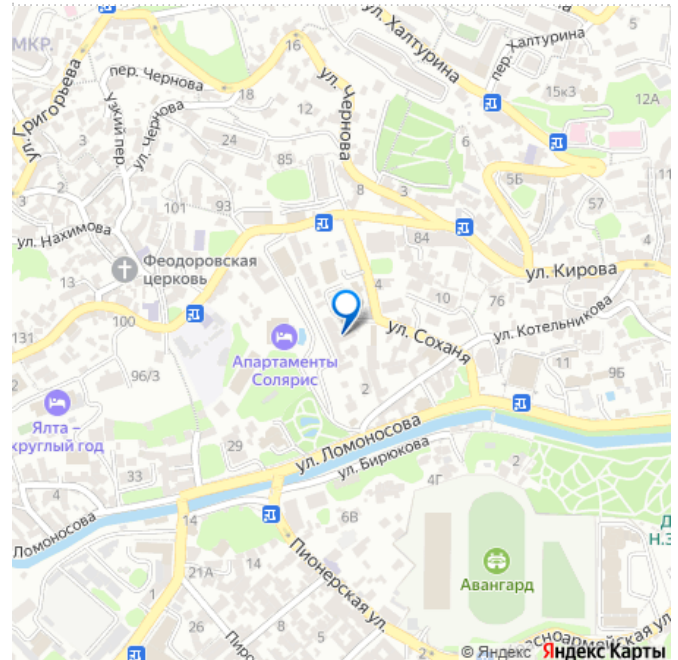 МКР.
ул. Григорьева
пер. Чернова
узкий пер.
ул. Чернова
ул. Чернова
ул. Халтурина
пер. Халтурина
16
18
12
15к3
12А
3
24
6
85
2
8
3
5Б
57
101
93
11
ул. Нахимова
84
Феодоровская
церковь
ул. Кирова
13
4
10
76
131
100
ул. Соханя
ул. Котельникова
Апартаменты
Солярис
96/3
11
9Б
2
Ялта –
круглый год
29
ул. Ломоносова
ул. Бирюкова
33
2
4
4Г
Ломоносова
14
6В
21А
Пионерская ул.
Авангард
26
8
5
2
1
© Яндекс
Яндекс Карты